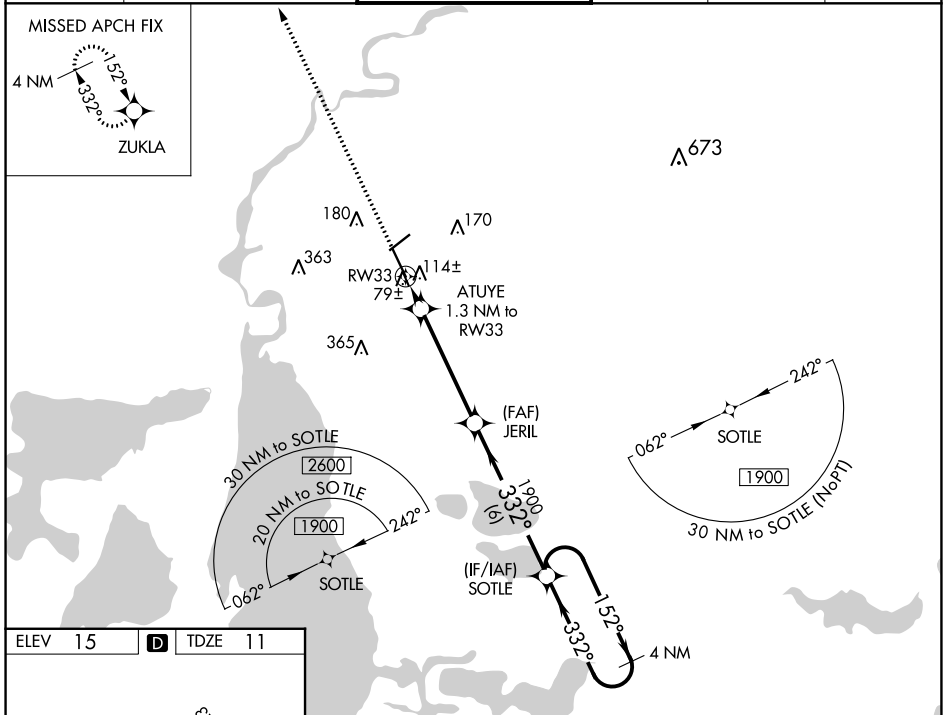 MISSED APCH FIX
4 NM
152°
332°
ZUKLA
673
180
170
363
RW33
114±
79±
ATUYE
1.3 NM to
RW33
365
(FAF)
JERIL
242°
SOTLE
062°
1900
30 NM to SOTLE (NoPT)
30 NM to SOTLE
2600
20 NM to SOTLE
1900
242°
062°
SOTLE
1900
332°
(6)
(IF/IAF)
SOTLE
152°
332°
4 NM
ELEV 15 D TDZE 11